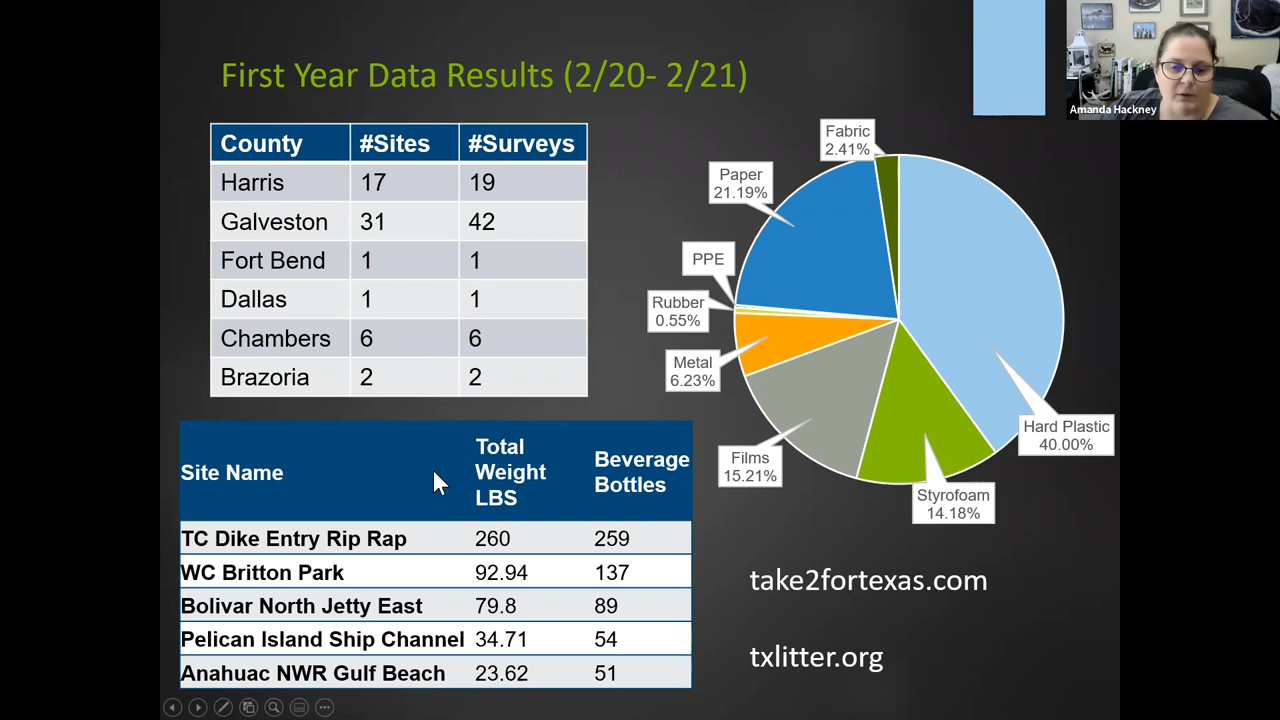 First Year Data Results (2/20- 2/21)
Amanda Hackney
County #Sites #Surveys
Harris 17 19
Galveston 31 42
Fort Bend 1 1
Dallas 1 1
Chambers 6 6
Brazoria 2 2
Fabric
2.41%
Paper
21.19%
PPE
Rubber
0.55%
Metal
6.23%
Films
15.21%
Styrofoam
14.18%
Hard Plastic
40.00%
Site Name
Total
Weight
LBS
Beverage
Bottles
TC Dike Entry Rip Rap 260 259
WC Britton Park 92.94 137
Bolivar North Jetty East 79.8 89
Pelican Island Ship Channel 34.71 54
Anahuac NWR Gulf Beach 23.62 51
take2fortexas.com
txlitter.org